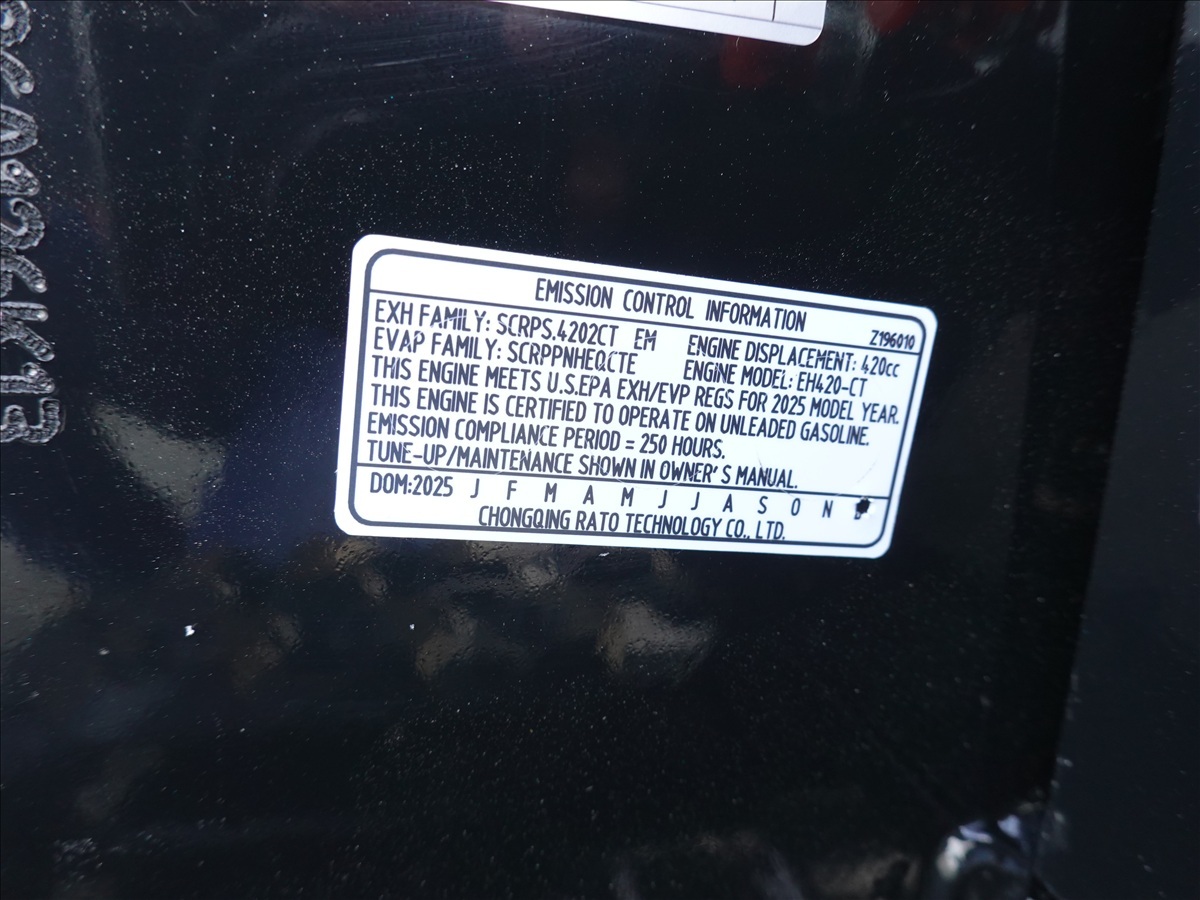 EMISSION CONTROL INFORMATION
Z196010
EXH FAMILY: SCRPS.4202CT EM ENGINE DISPLACEMENT: 420cc
EVAP FAMILY: SCRPPNHEQCTE ENGINE MODEL: EH420-CT
THIS ENGINE MEETS U.S.EPA EXH/EVP REGS FOR 2025 MODEL YEAR.
THIS ENGINE IS CERTIFIED TO OPERATE ON UNLEADED GASOLINE.
EMISSION COMPLIANCE PERIOD = 250 HOURS.
TUNE-UP/MAINTENANCE SHOWN IN OWNER'S MANUAL.
DOM:2025 J F M A M J J A S O N
CHONGQING RATO TECHNOLOGY CO., LTD.